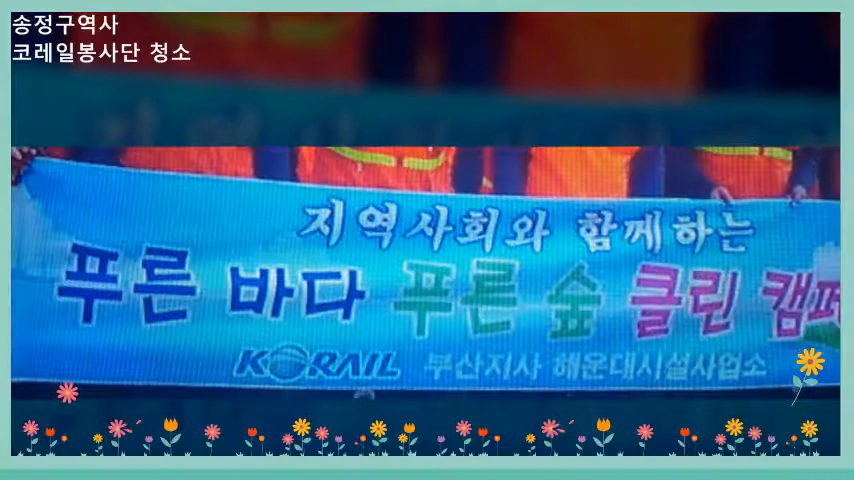 송정구역사
코레일봉사단 청소
지역사회와 함께하는
푸른 바다 푸른 숲 클린 캠페
KORAIL 부산지사 해운대시설사업소